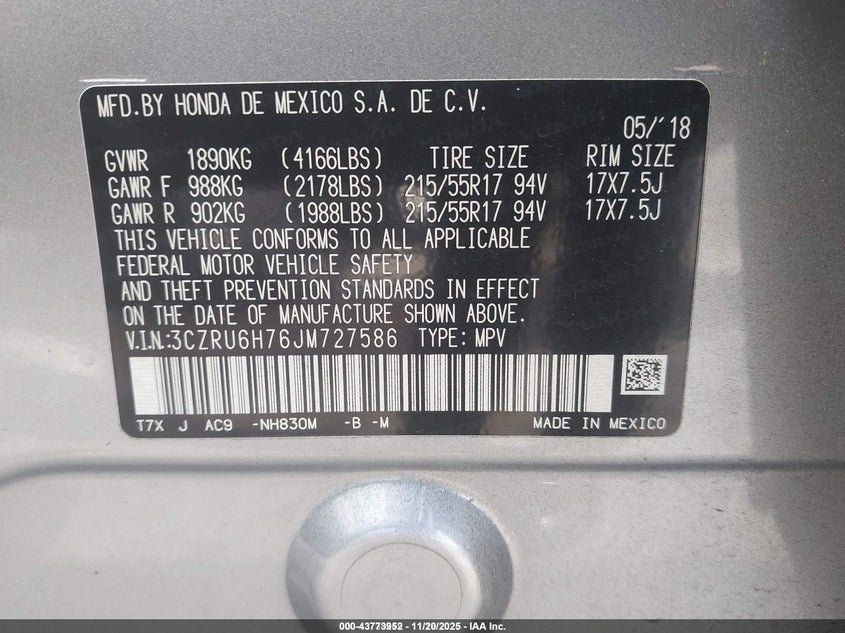 MFD.BY HONDA DE MEXICO S.A. DE C.V.
05/'18
GVWR 1890KG (4166LBS) TIRE SIZE RIM SIZE
GAWR F 988KG (2178LBS) 215/55R17 94V 17X7.5J
GAWR R 902KG (1988LBS) 215/55R17 94V 17X7.5J
THIS VEHICLE CONFORMS TO ALL APPLICABLE
FEDERAL MOTOR VEHICLE SAFETY
AND THEFT PREVENTION STANDARDS IN EFFECT
ON THE DATE OF MANUFACTURE SHOWN ABOVE.
V.I.N.:3CZRU6H76JM727586 TYPE: MPV
T7X J AC9 -NH830M -B -M MADE IN MEXICO
000-43773952 - 11/20/2025 - IAA Inc.